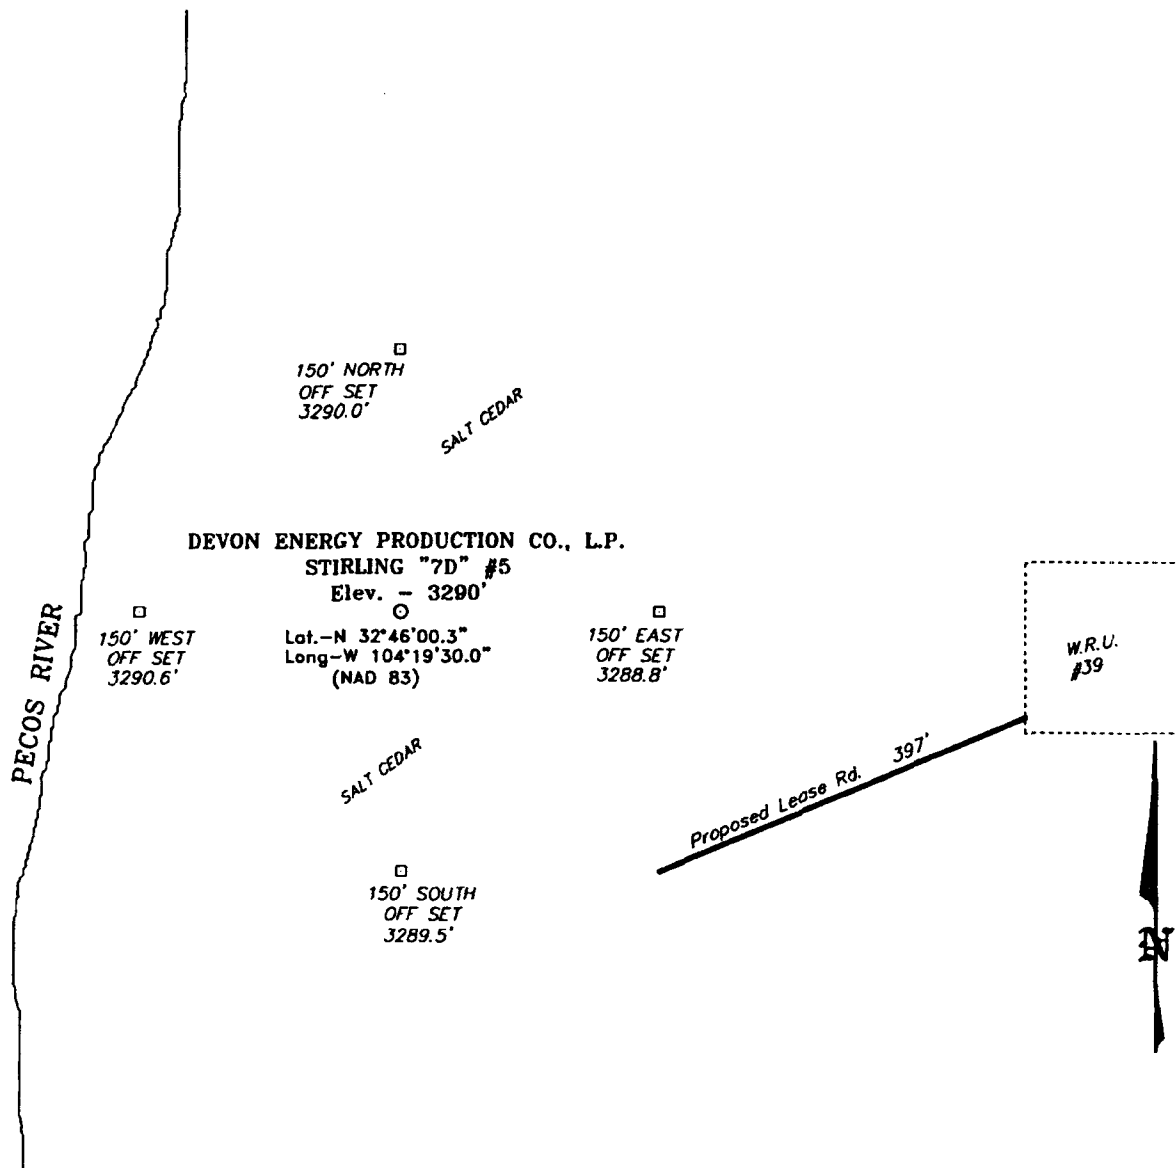 150' NORTH
OFF SET
3290.0'
SALT CEDAR
DEVON ENERGY PRODUCTION CO., L.P.
STIRLING "7D" #5
Elev. - 3290'
Lat.-N 32°46'00.3"
Long-W 104°19'30.0"
(NAD 83)
150' WEST
OFF SET
3290.6'
150' EAST
OFF SET
3288.8'
W.R.U.
#39
PECOS RIVER
SALT CEDAR
Proposed Lease Rd. 397'
150' SOUTH
OFF SET
3289.5'
N